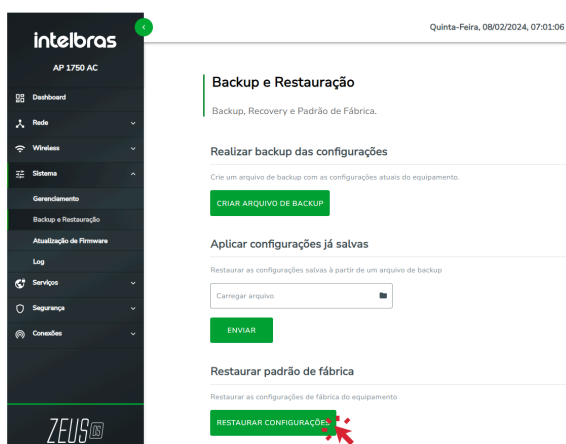 Quinta-Feira, 08/02/2024, 07:01:06
intelbras
AP 1750 AC
Dashboard
Rede
Wireless
Sistema
Gerenciamento
Backup e Restauração
Atualização de Firmware
Log
Serviços
Segurança
Conexões
ZEUS OS
Backup e Restauração
Backup, Recovery e Padrão de Fábrica.
Realizar backup das configurações
Crie um arquivo de backup com as configurações atuais do equipamento.
CRIAR ARQUIVO DE BACKUP
Aplicar configurações já salvas
Restaurar as configurações salvas à partir de um arquivo de backup
Carregar arquivo
ENVIAR
Restaurar padrão de fábrica
Restaurar as configurações de fábrica do equipamento
RESTAURAR CONFIGURAÇÕES